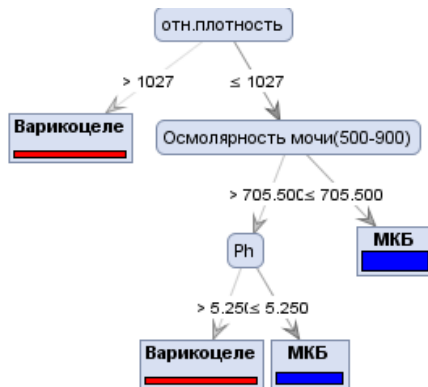 отн.плотность
> 1027
≤ 1027
Варикоцеле
Осмолярность мочи(500-900)
> 705.500
≤ 705.500
Ph
МКБ
> 5.250
≤ 5.250
Варикоцеле
МКБ